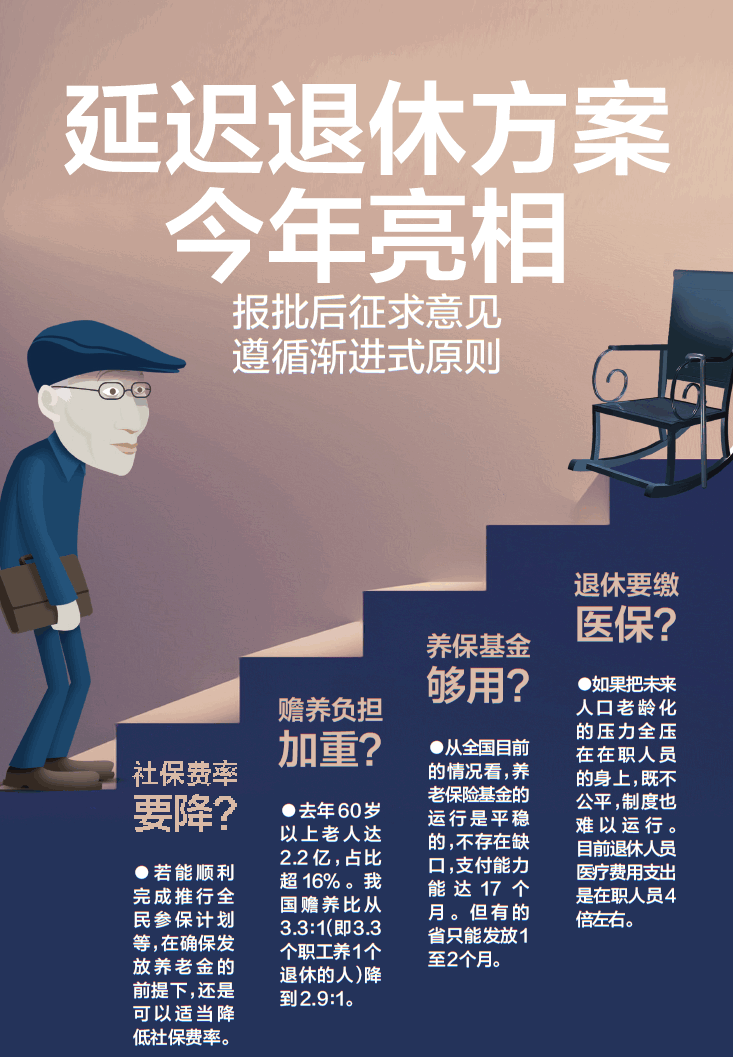 延迟退休方案
今年亮相
报批后征求意见
遵循渐进式原则
社保费率
要降?
●若能顺利
完成推行全
民参保计划
等,在确保发
放养老金的
前提下,还是
可以适当降
低社保费率。
赡养负担
加重?
●去年60岁
以上老人达
2.2亿,占比
超16%。我
国赡养比从
3.3:1(即3.3
个职工养1个
退休的人)降
到2.9:1。
养保基金
够用?
●从全国目前
的情况看,养
老保险基金的
运行是平稳
的,不存在缺
口,支付能力
能达17个
月。但有的
省只能发放1
至2个月。
退休要缴
医保?
●如果把未来
人口老龄化
的压力全压
在在职人员
的身上,既不
公平,制度也
难以运行。
目前退休人员
医疗费用支出
是在职人员4
倍左右。